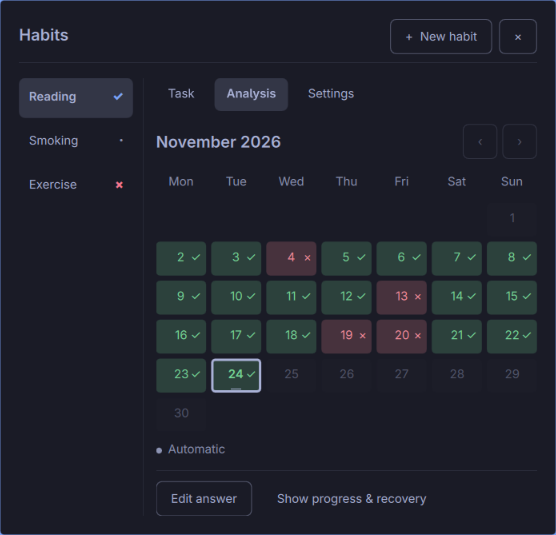 Habits
+ New habit
×
Reading ✓
Smoking ·
Exercise ×
Task Analysis Settings
November 2026 ‹ ›
Mon Tue Wed Thu Fri Sat Sun
1
2 ✓ 3 ✓ 4 × 5 ✓ 6 ✓ 7 ✓ 8 ✓
9 ✓ 10 ✓ 11 ✓ 12 ✓ 13 × 14 ✓ 15 ✓
16 ✓ 17 ✓ 18 ✓ 19 × 20 × 21 ✓ 22 ✓
23 ✓ 24 ✓ 25 26 27 28 29
30
● Automatic
Edit answer Show progress & recovery